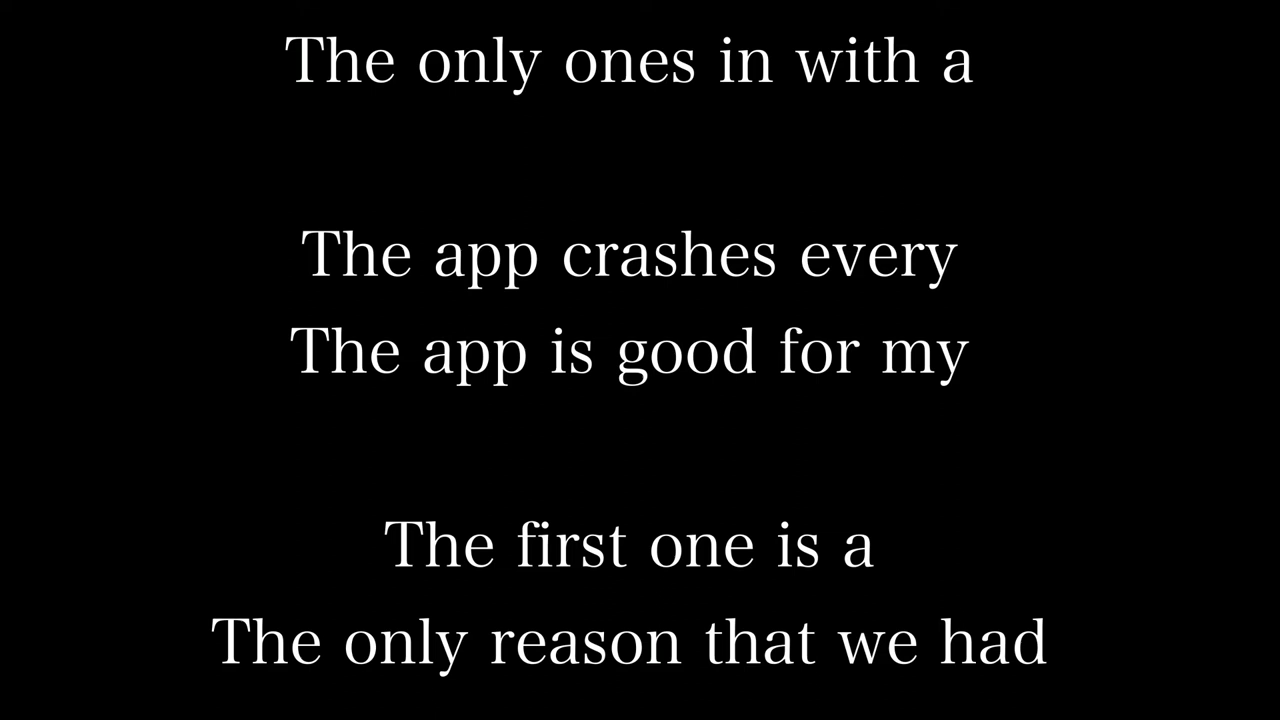 The only ones in with a
The app crashes every
The app is good for my
The first one is a
The only reason that we had